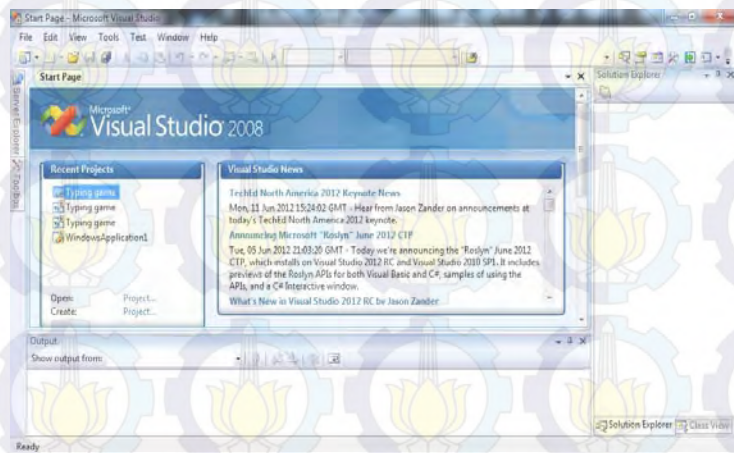 Start Page - Microsoft Visual Studio
File Edit View Tools Test Window Help
Start Page
Solution Explorer
Server Explorer
Toolbox
Microsoft
Visual Studio 2008
Recent Projects
Typing game
Typing game
Typing game
WindowsApplication1
Open: Project...
Create: Project...
Visual Studio News
TechEd North America 2012 Keynote News
Mon, 11 Jun 2012 15:24:02 GMT - Hear from Jason Zander on announcements at
today's TechEd North America 2012 keynote.
Announcing Microsoft "Roslyn" June 2012 CTP
Tue, 05 Jun 2012 21:03:20 GMT - Today we're announcing the "Roslyn" June 2012
CTP, which installs on Visual Studio 2012 RC and Visual Studio 2010 SP1. It includes
previews of the Roslyn APIs for both Visual Basic and C#, samples of using the
APIs, and a C# Interactive window.
What's New in Visual Studio 2012 RC by Jason Zander
Output
Show output from:
Solution Explorer Class View
Ready